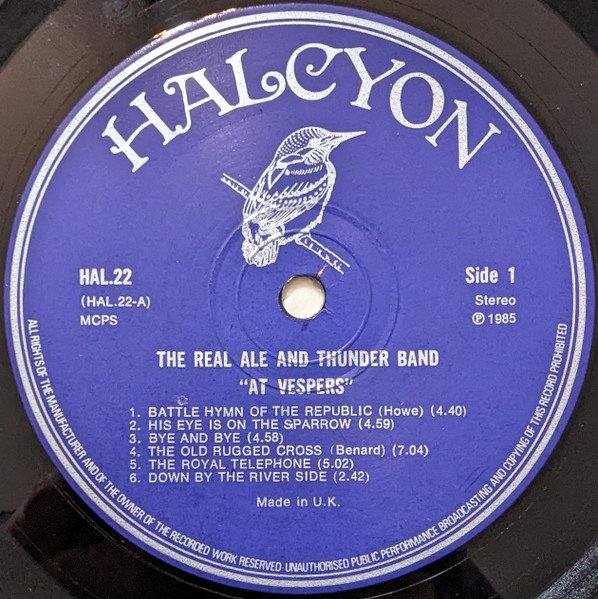 HALCYON
HAL.22
(HAL.22-A)
MCPS
Side 1
Stereo
Ⓟ 1985
THE REAL ALE AND THUNDER BAND
"AT VESPERS"
1. BATTLE HYMN OF THE REPUBLIC (Howe) (4.40)
2. HIS EYE IS ON THE SPARROW (4.59)
3. BYE AND BYE (4.58)
4. THE OLD RUGGED CROSS (Benard) (7.04)
5. THE ROYAL TELEPHONE (5.02)
6. DOWN BY THE RIVER SIDE (2.42)
Made in U.K.
ALL RIGHTS OF THE MANUFACTURER AND OF THE OWNER OF THE RECORDED WORK RESERVED · UNAUTHORISED PUBLIC PERFORMANCE BROADCASTING AND COPYING OF THIS RECORD PROHIBITED